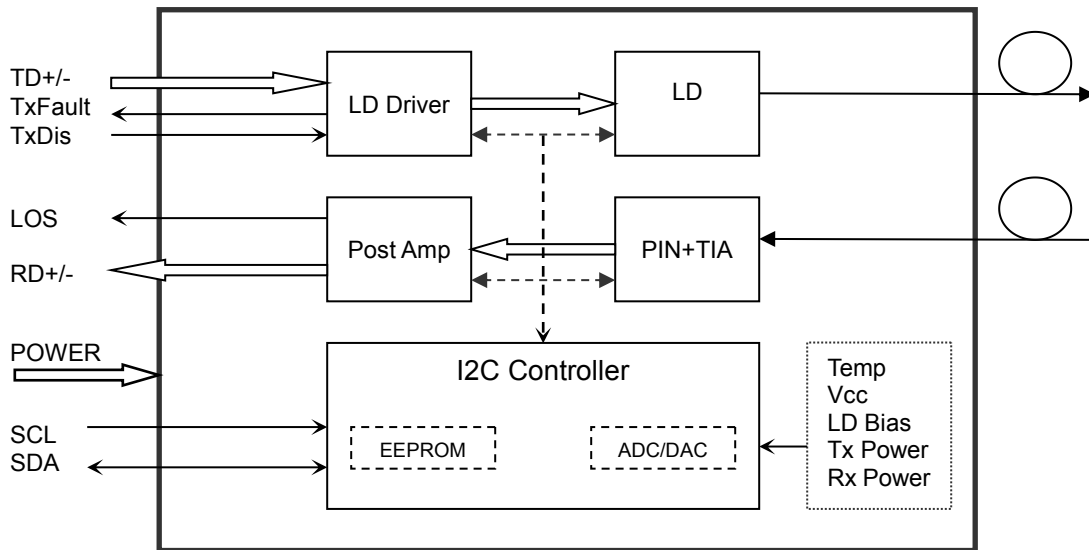 TD+/-
TxFault
TxDis
LD Driver
LD
LOS
RD+/-
Post Amp
PIN+TIA
POWER
I2C Controller
SCL
SDA
EEPROM
ADC/DAC
Temp
Vcc
LD Bias
Tx Power
Rx Power